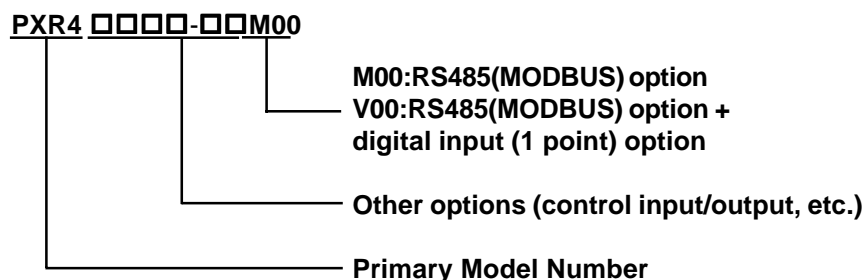 PXR4 □□□□-□□M00
M00:RS485(MODBUS) option
V00:RS485(MODBUS) option +
digital input (1 point) option
Other options (control input/output, etc.)
Primary Model Number